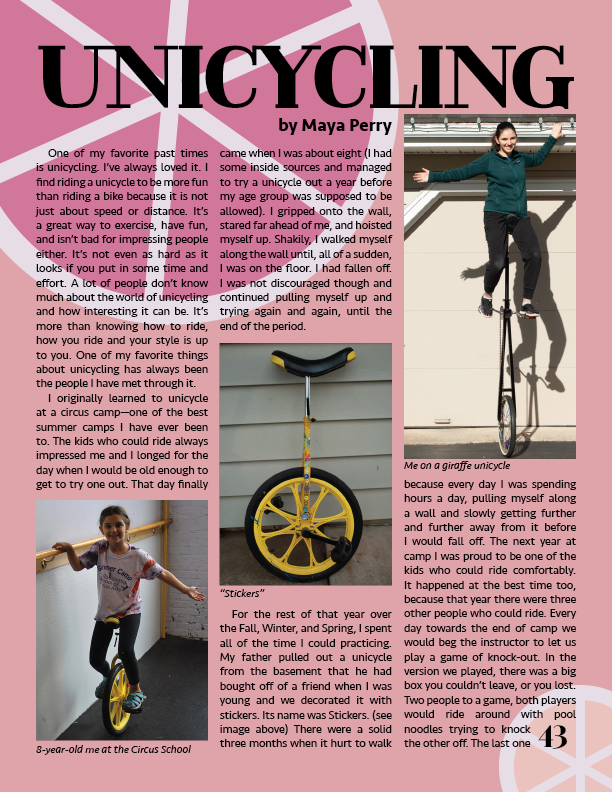 UNICYCLING
by Maya Perry
One of my favorite past times
is unicycling. I've always loved it. I
find riding a unicycle to be more fun
than riding a bike because it is not
just about speed or distance. It's
a great way to exercise, have fun,
and isn't bad for impressing people
either. It's not even as hard as it
looks if you put in some time and
effort. A lot of people don't know
much about the world of unicycling
and how interesting it can be. It's
more than knowing how to ride,
how you ride and your style is up
to you. One of my favorite things
about unicycling has always been
the people I have met through it.
I originally learned to unicycle
at a circus camp—one of the best
summer camps I have ever been
to. The kids who could ride always
impressed me and I longed for the
day when I would be old enough to
get to try one out. That day finally
8-year-old me at the Circus School
came when I was about eight (I had
some inside sources and managed
to try a unicycle out a year before
my age group was supposed to be
allowed). I gripped onto the wall,
stared far ahead of me, and hoisted
myself up. Shakily, I walked myself
along the wall until, all of a sudden,
I was on the floor. I had fallen off.
I was not discouraged though and
continued pulling myself up and
trying again and again, until the
end of the period.
"Stickers"
For the rest of that year over
the Fall, Winter, and Spring, I spent
all of the time I could practicing.
My father pulled out a unicycle
from the basement that he had
bought off of a friend when I was
young and we decorated it with
stickers. Its name was Stickers. (see
image above) There were a solid
three months when it hurt to walk
Me on a giraffe unicycle
because every day I was spending
hours a day, pulling myself along
a wall and slowly getting further
and further away from it before
I would fall off. The next year at
camp I was proud to be one of the
kids who could ride comfortably.
It happened at the best time too,
because that year there were three
other people who could ride. Every
day towards the end of camp we
would beg the instructor to let us
play a game of knock-out. In the
version we played, there was a big
box you couldn't leave, or you lost.
Two people to a game, both players
would ride around with pool
noodles trying to knock
the other off. The last one
43